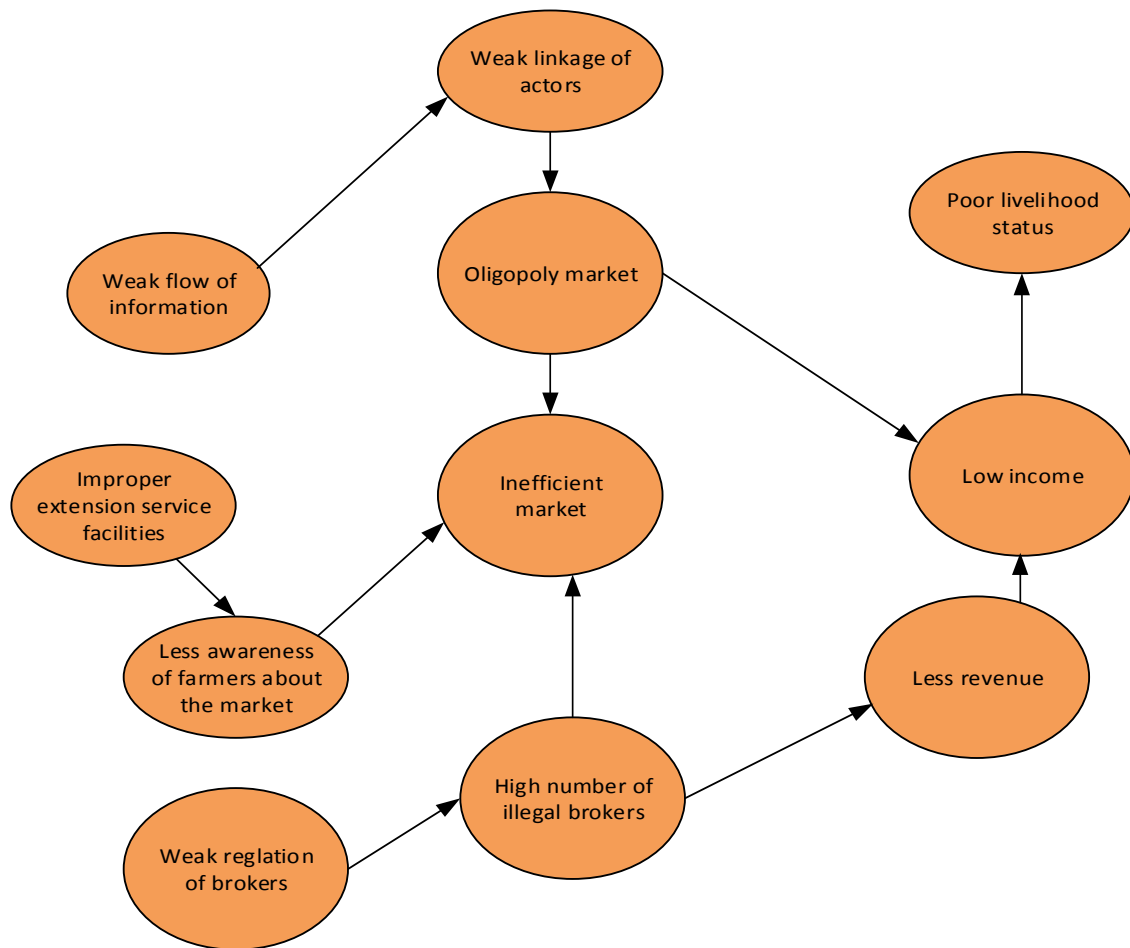 Weak linkage of
actors
Poor livelihood
status
Weak flow of
information
Oligopoly market
Improper
extension service
facilities
Inefficient
market
Low income
Less awareness
of farmers about
the market
Less revenue
High number of
illegal brokers
Weak reglation
of brokers